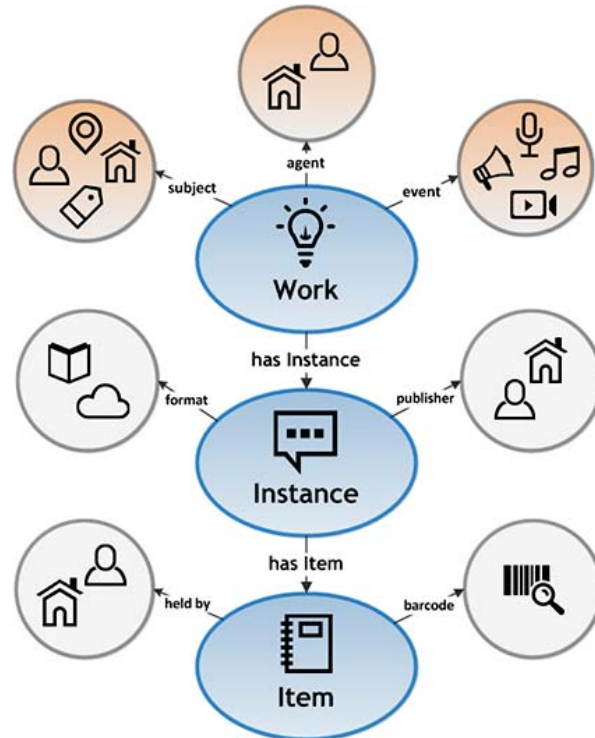 agent
subject
event
Work
has Instance
format
publisher
Instance
has Item
held by
barcode
Item